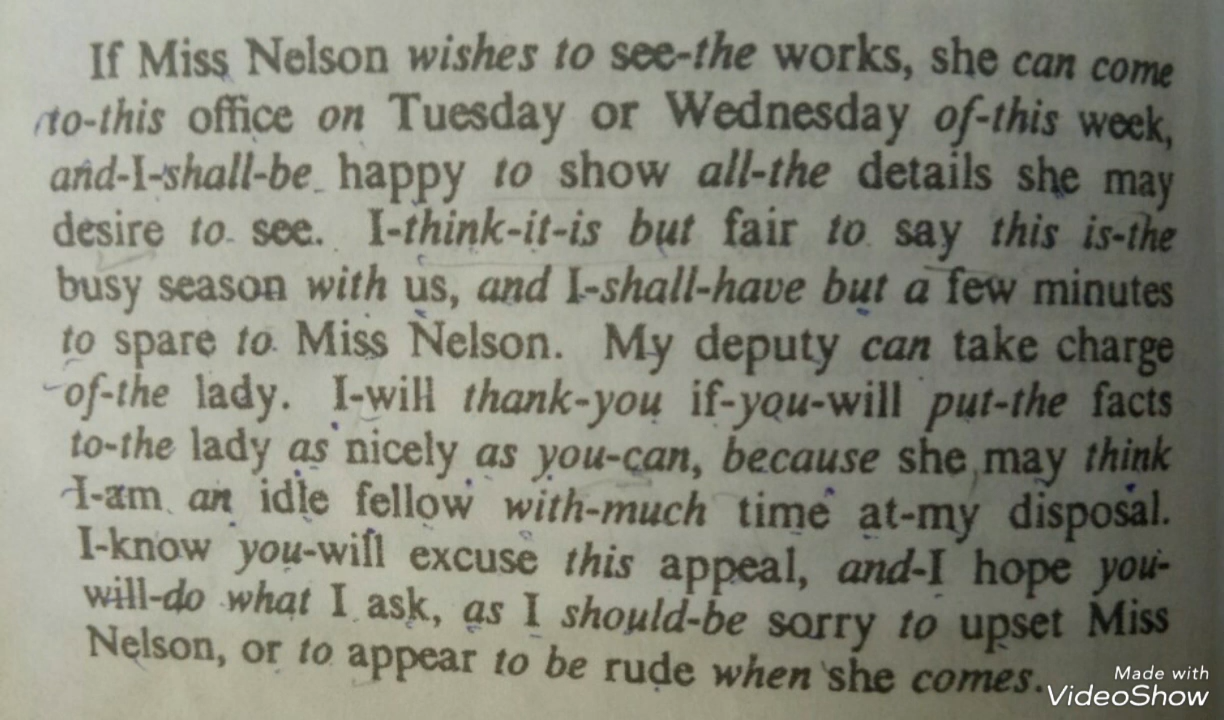 If Miss Nelson wishes to see-the works, she can come
to-this office on Tuesday or Wednesday of-this week,
and-I-shall-be happy to show all-the details she may
desire to see. I-think-it-is but fair to say this is-the
busy season with us, and I-shall-have but a few minutes
to spare to Miss Nelson. My deputy can take charge
of-the lady. I-will thank-you if-you-will put-the facts
to-the lady as nicely as you-can, because she may think
I-am an idle fellow with-much time at-my disposal.
I-know you-will excuse this appeal, and-I hope you-
will-do what I ask, as I should-be sorry to upset Miss
Nelson, or to appear to be rude when she comes.
Made with
VideoShow